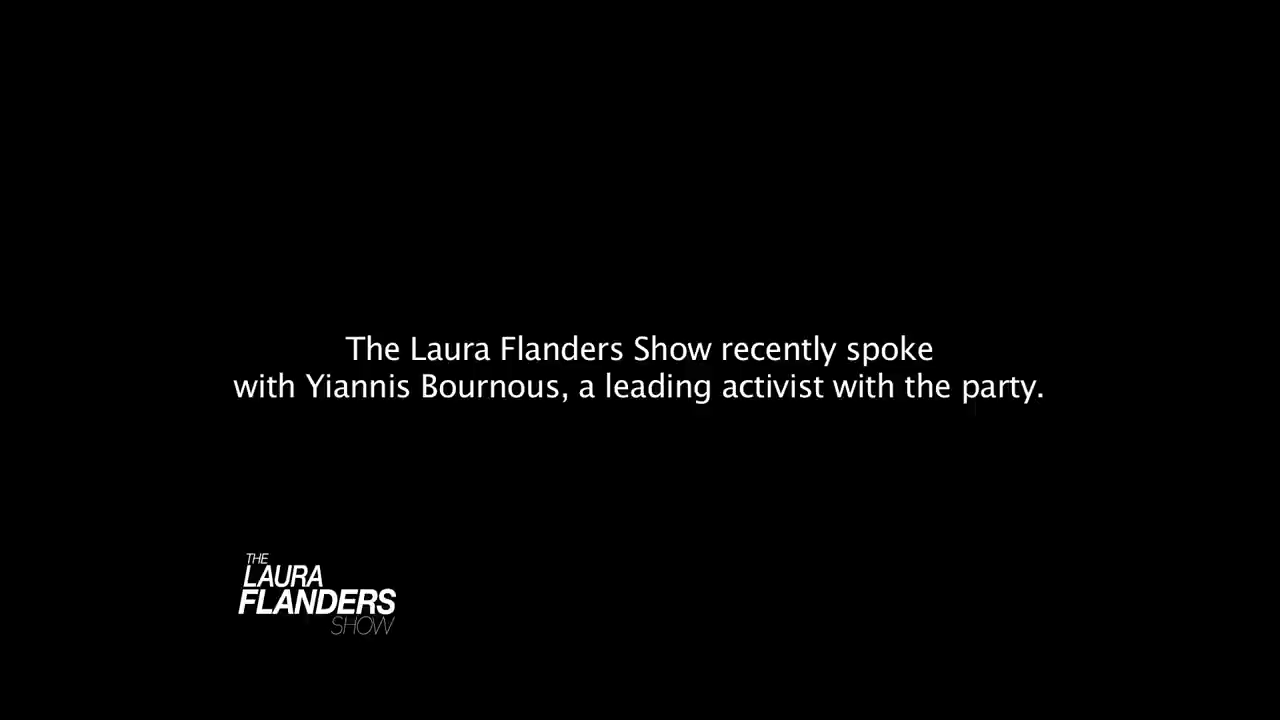 The Laura Flanders Show recently spoke
with Yiannis Bournous, a leading activist with the party.
THE
LAURA
FLANDERS
SHOW